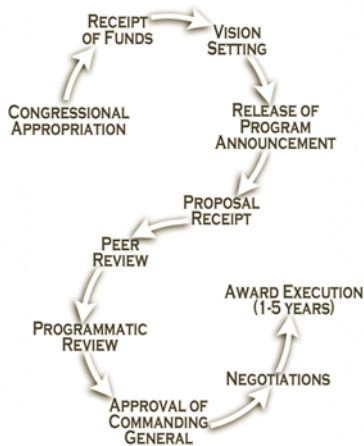 RECEIPT
OF FUNDS
VISION
SETTING
CONGRESSIONAL
APPROPRIATION
RELEASE OF
PROGRAM
ANNOUNCEMENT
PROPOSAL
RECEIPT
PEER
REVIEW
PROGRAMMATIC
REVIEW
APPROVAL OF
COMMANDING
GENERAL
NEGOTIATIONS
AWARD EXECUTION
(1-5 YEARS)